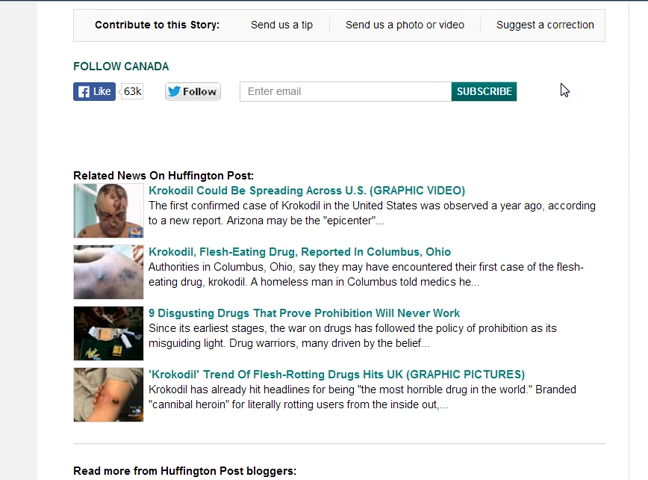 Contribute to this Story: Send us a tip Send us a photo or video Suggest a correction
FOLLOW CANADA
Like 63k Follow Enter email SUBSCRIBE
Related News On Huffington Post:
Krokodil Could Be Spreading Across U.S. (GRAPHIC VIDEO)
The first confirmed case of Krokodil in the United States was observed a year ago, according
to a new report. Arizona may be the "epicenter"...
Krokodil, Flesh-Eating Drug, Reported In Columbus, Ohio
Authorities in Columbus, Ohio, say they may have encountered their first case of the flesh-
eating drug, krokodil. A homeless man in Columbus told medics he...
9 Disgusting Drugs That Prove Prohibition Will Never Work
Since its earliest stages, the war on drugs has followed the policy of prohibition as its
misguiding light. Drug warriors, many driven by the belief...
'Krokodil' Trend Of Flesh-Rotting Drugs Hits UK (GRAPHIC PICTURES)
Krokodil has already hit headlines for being "the most horrible drug in the world." Branded
"cannibal heroin" for literally rotting users from the inside out,...
Read more from Huffington Post bloggers: